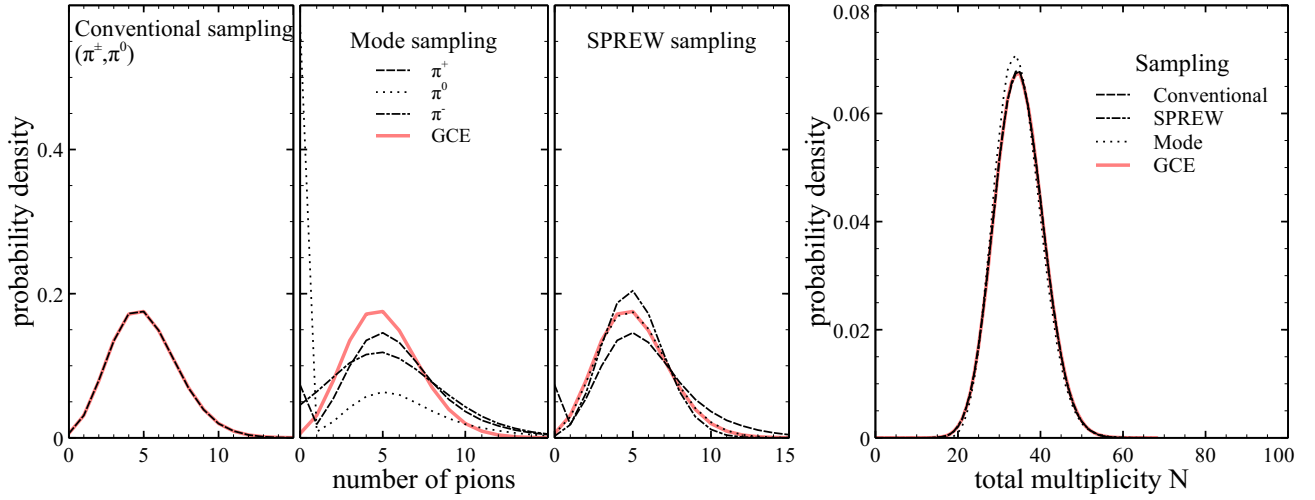 Conventional sampling
(π±,π⁰)
Mode sampling
π⁺
π⁰
π⁻
GCE
SPREW sampling
probability density
0
0.2
0.4
0
5
10
0
5
10
0
5
10
15
number of pions
Sampling
Conventional
SPREW
Mode
GCE
probability density
0
0.02
0.04
0.06
0.08
0
20
40
60
80
100
total multiplicity N